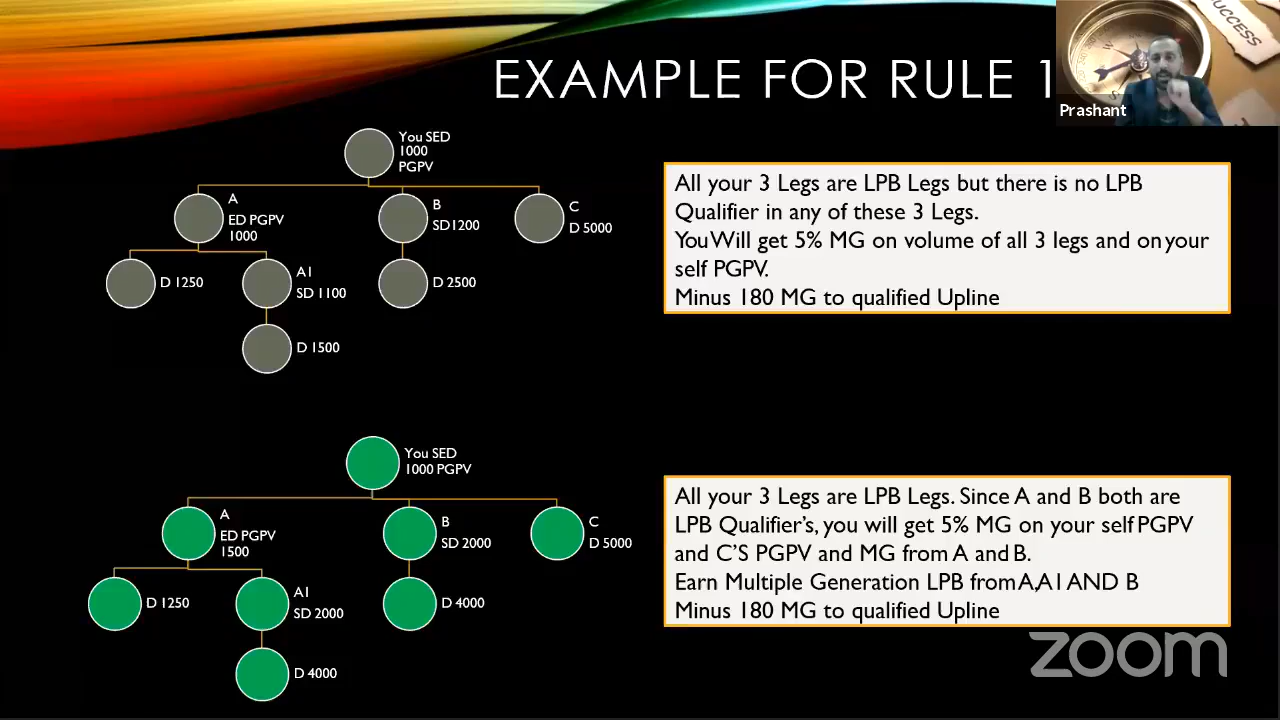 EXAMPLE FOR RULE 1
SUCCESS
Prashant
You SED
1000
PGPV
A
ED PGPV
1000
B
SD1200
C
D 5000
D 1250
A1
SD 1100
D 2500
D 1500
All your 3 Legs are LPB Legs but there is no LPB
Qualifier in any of these 3 Legs.
You Will get 5% MG on volume of all 3 legs and on your
self PGPV.
Minus 180 MG to qualified Upline
You SED
1000 PGPV
A
ED PGPV
1500
B
SD 2000
C
D 5000
D 1250
A1
SD 2000
D 4000
D 4000
All your 3 Legs are LPB Legs. Since A and B both are
LPB Qualifier's, you will get 5% MG on your self PGPV
and C'S PGPV and MG from A and B.
Earn Multiple Generation LPB from A,A1 AND B
Minus 180 MG to qualified Upline
zoom